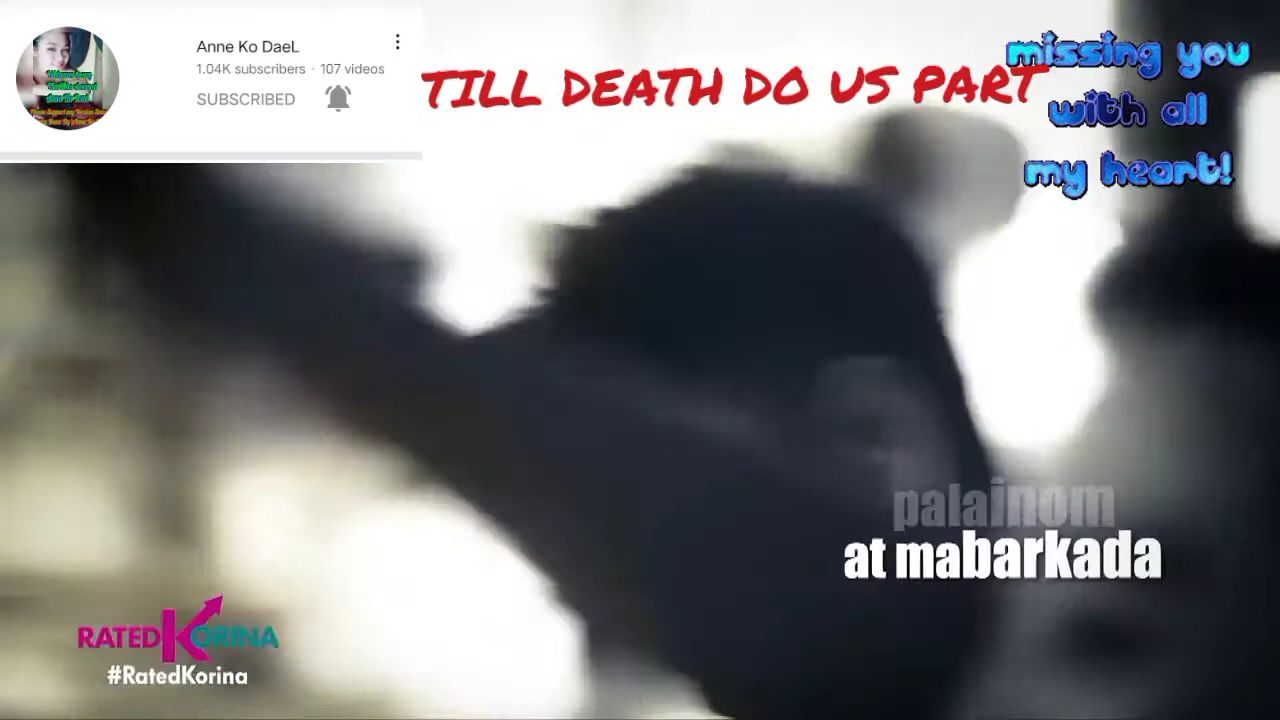 Anne Ko DaeL
1.04K subscribers · 107 videos
SUBSCRIBED
TILL DEATH DO US PART
missing you
with all
my heart!
palainom
at mabarkada
RATED KORINA
#RatedKorina